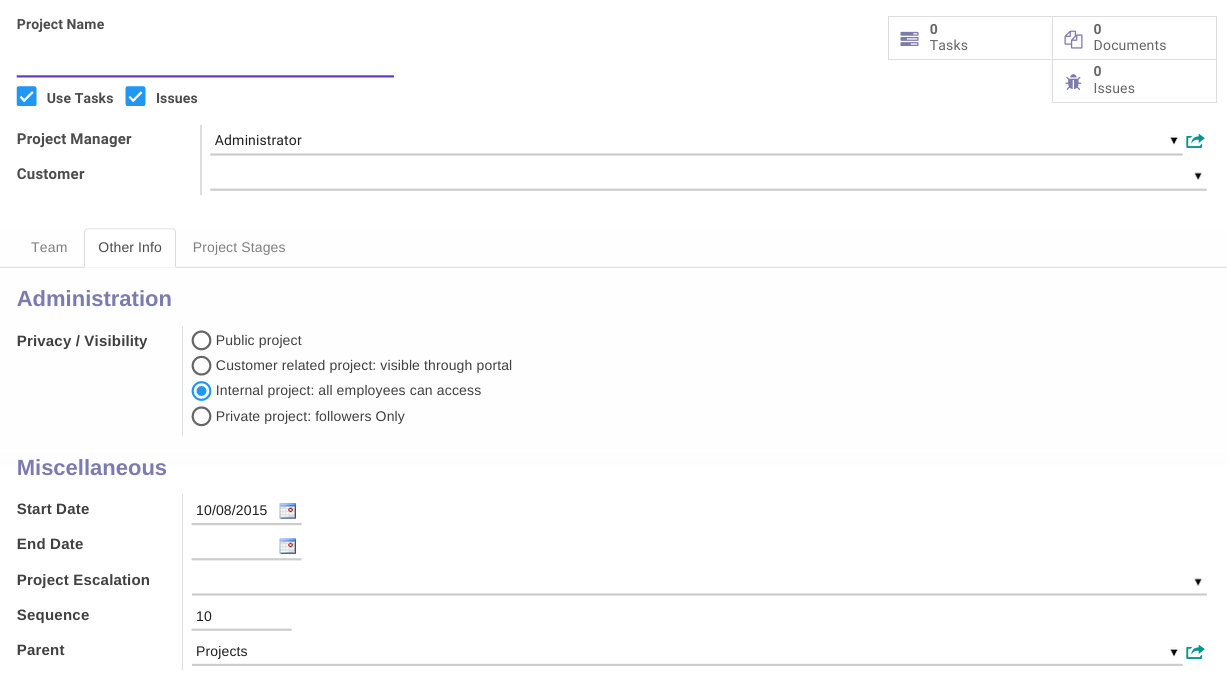 Project Name
0
Tasks
0
Documents
0
Issues
Use Tasks Issues
Project Manager Administrator
Customer
Team Other Info Project Stages
Administration
Privacy / Visibility Public project
Customer related project: visible through portal
Internal project: all employees can access
Private project: followers Only
Miscellaneous
Start Date 10/08/2015
End Date
Project Escalation
Sequence 10
Parent Projects